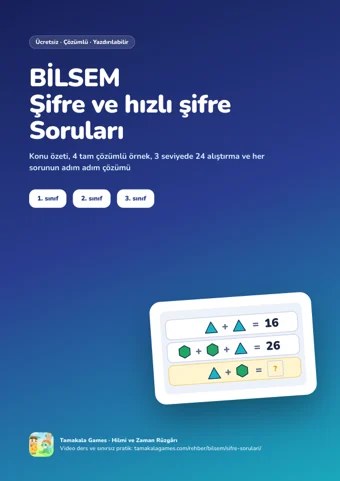 Ücretsiz · Çözümlü · Yazdırılabilir
BİLSEM
Şifre ve hızlı şifre
Soruları
Konu özeti, 4 tam çözümlü örnek, 3 seviyede 24 alıştırma ve her
sorunun adım adım çözümü
1. sınıf 2. sınıf 3. sınıf
+ = 16
+ + = 26
+ = ?
Tamakala Games · Hilmi ve Zaman Rüzgârı
Video ders ve sınırsız pratik: tamakalagames.com/rehber/bilsem/sifre-sorulari/